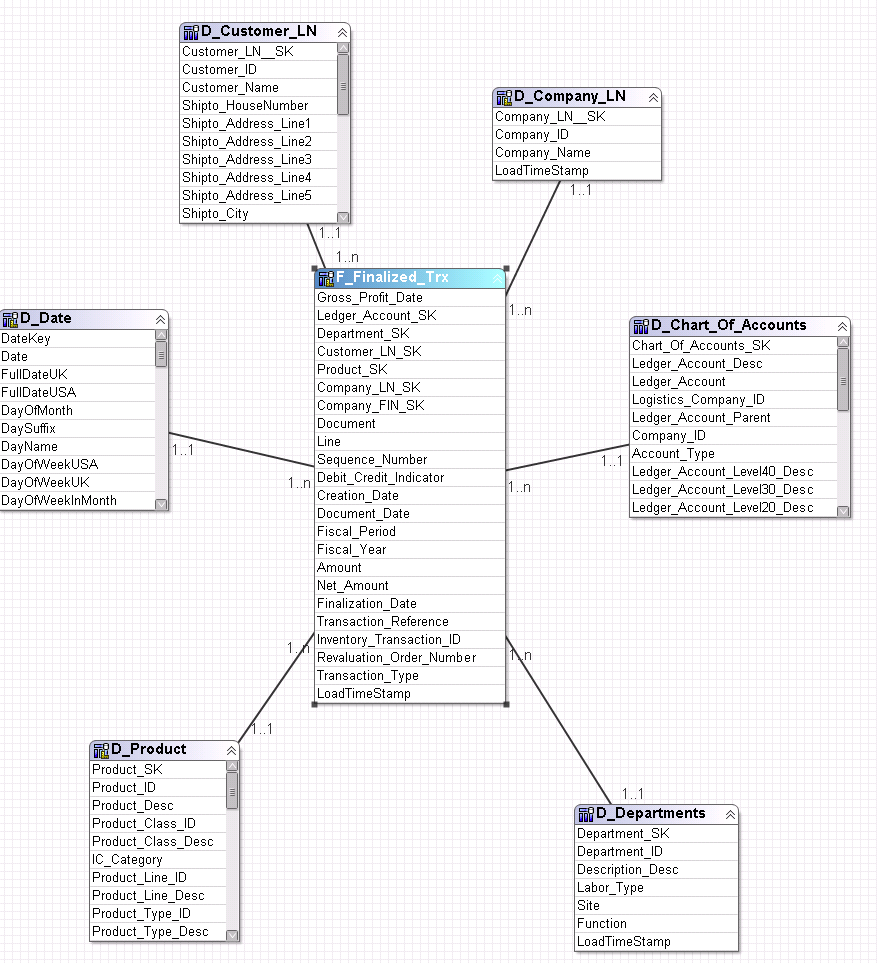 D_Customer_LN
Customer_LN__SK
Customer_ID
Customer_Name
Shipto_HouseNumber
Shipto_Address_Line1
Shipto_Address_Line2
Shipto_Address_Line3
Shipto_Address_Line4
Shipto_Address_Line5
Shipto_City
1..1
1..n
D_Company_LN
Company_LN__SK
Company_ID
Company_Name
LoadTimeStamp
1..1
1..n
F_Finalized_Trx
Gross_Profit_Date
Ledger_Account_SK
Department_SK
Customer_LN_SK
Product_SK
Company_LN_SK
Company_FIN_SK
Document
Line
Sequence_Number
Debit_Credit_Indicator
Creation_Date
Document_Date
Fiscal_Period
Fiscal_Year
Amount
Net_Amount
Finalization_Date
Transaction_Reference
Inventory_Transaction_ID
Revaluation_Order_Number
Transaction_Type
LoadTimeStamp
D_Date
DateKey
Date
FullDateUK
FullDateUSA
DayOfMonth
DaySuffix
DayName
DayOfWeekUSA
DayOfWeekUK
DayOfWeekInMonth
1..1
1..n
D_Chart_Of_Accounts
Chart_Of_Accounts_SK
Ledger_Account_Desc
Ledger_Account
Logistics_Company_ID
Ledger_Account_Parent
Company_ID
Account_Type
Ledger_Account_Level40_Desc
Ledger_Account_Level30_Desc
Ledger_Account_Level20_Desc
1..1
1..n
1..n
1..1
D_Product
Product_SK
Product_ID
Product_Desc
Product_Class_ID
Product_Class_Desc
IC_Category
Product_Line_ID
Product_Line_Desc
Product_Type_ID
Product_Type_Desc
1..n
1..1
D_Departments
Department_SK
Department_ID
Description_Desc
Labor_Type
Site
Function
LoadTimeStamp